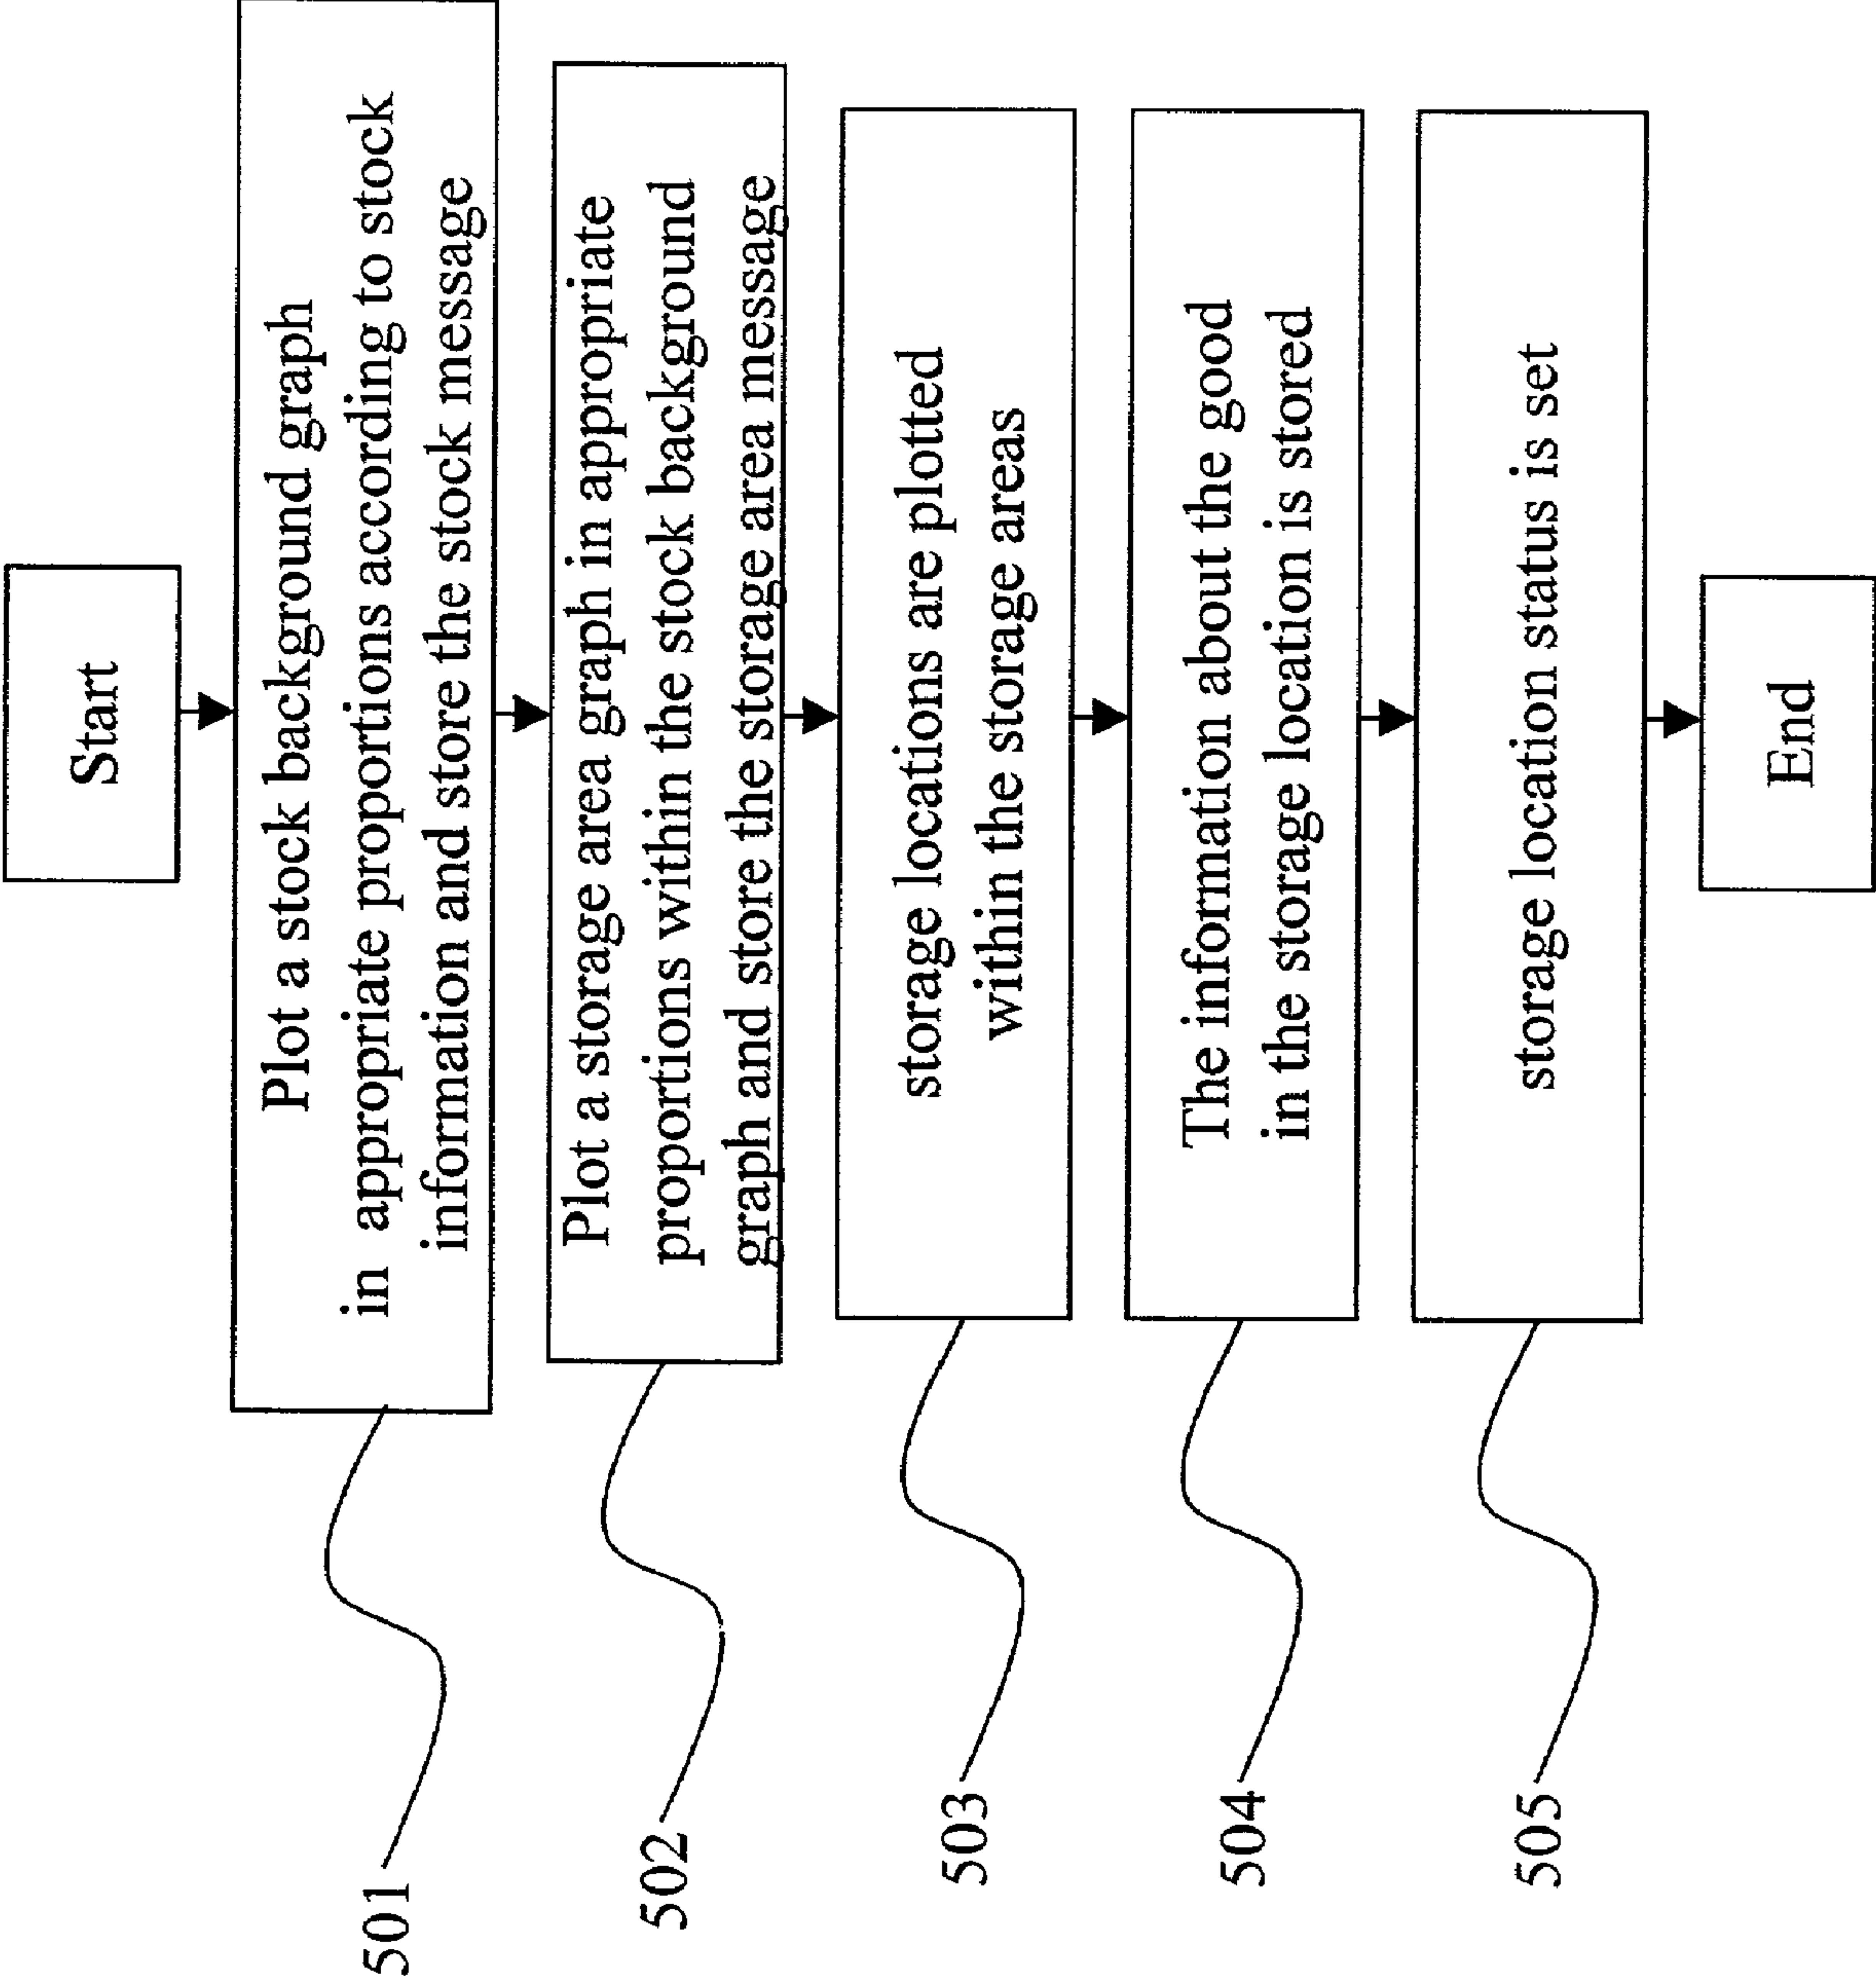 Start
Plot a stock background graph
in appropriate proportions according to stock
information and store the stock message
501
Plot a storage area graph in appropriate
proportions within the stock background
graph and store the storage area message
502
storage locations are plotted
within the storage areas
503
The information about the good
in the storage location is stored
504
storage location status is set
505
End